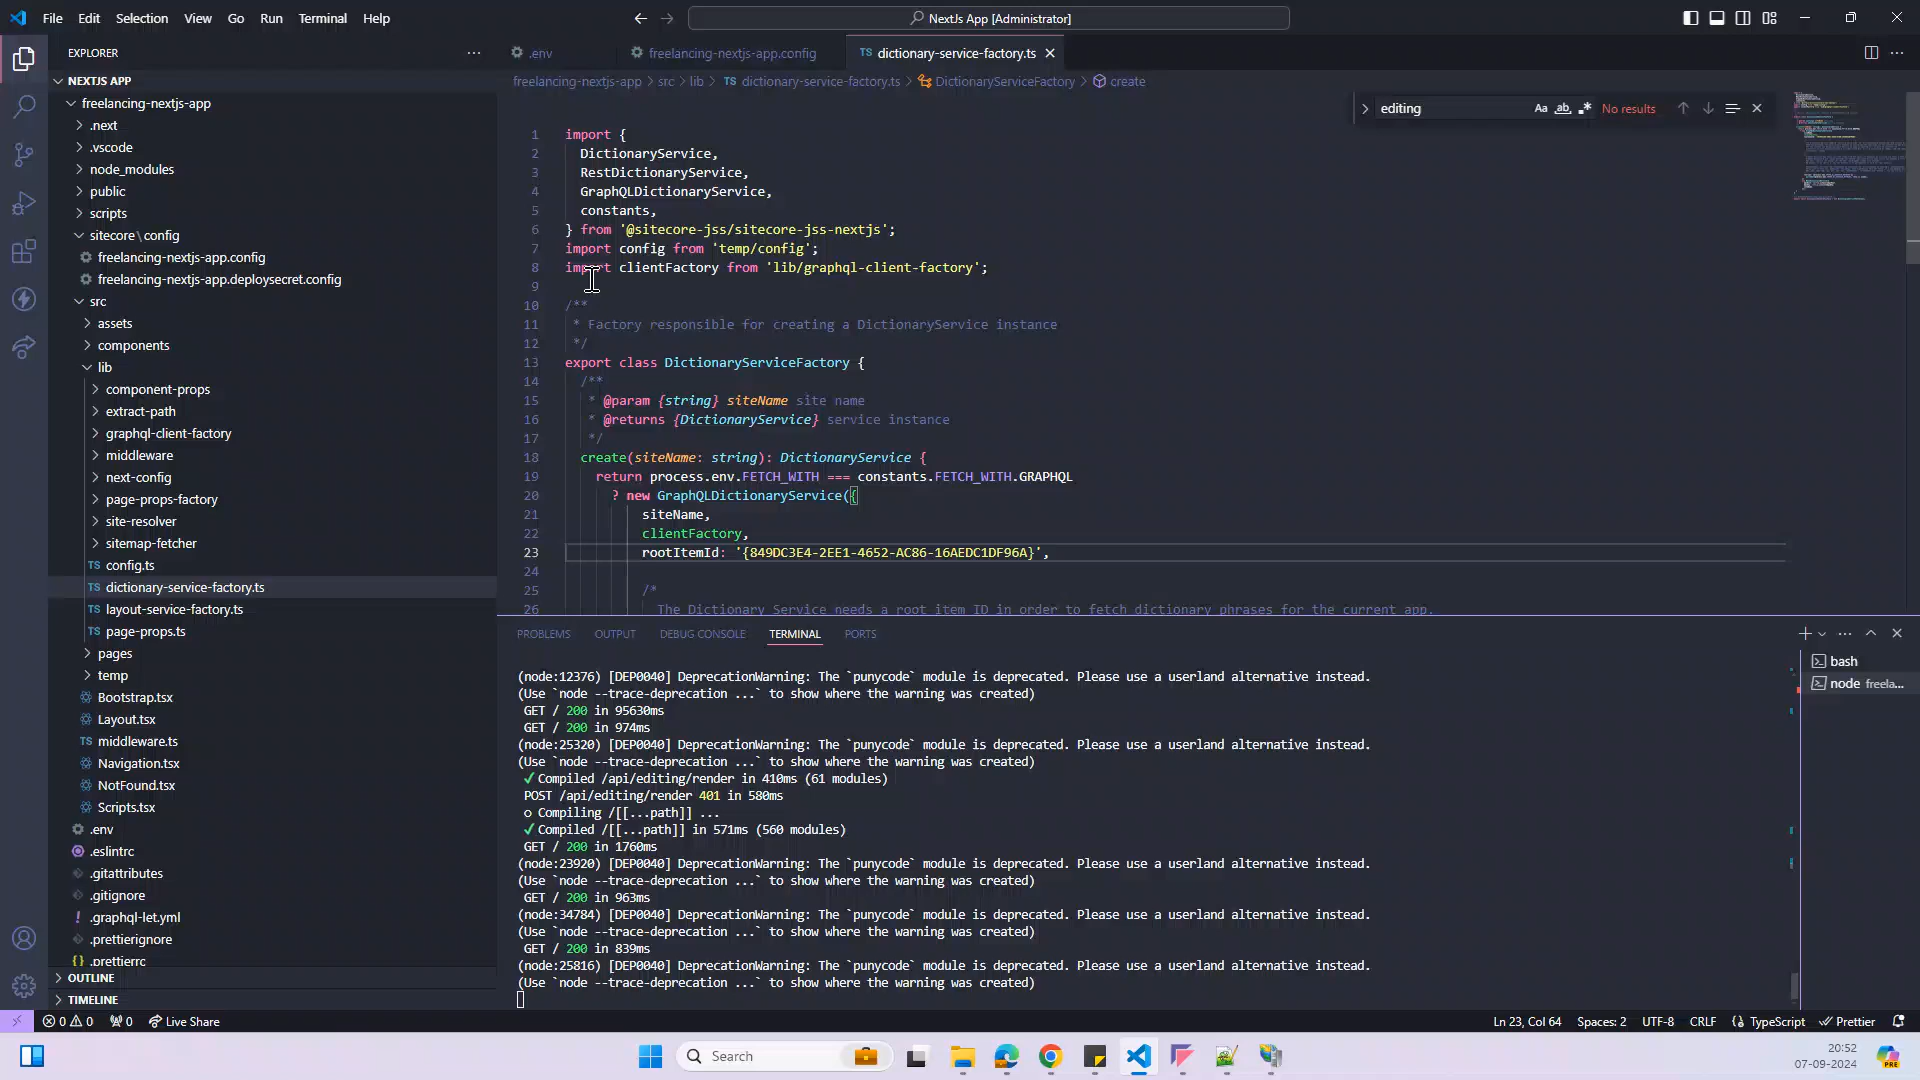 File Edit Selection View Go Run Terminal Help
NextJs App [Administrator]
EXPLORER
NEXTJS APP
freelancing-nextjs-app
.next
.vscode
node_modules
public
scripts
sitecore\config
freelancing-nextjs-app.config
freelancing-nextjs-app.deploysecret.config
src
assets
components
lib
component-props
extract-path
graphql-client-factory
middleware
next-config
page-props-factory
site-resolver
sitemap-fetcher
TS config.ts
TS dictionary-service-factory.ts
TS layout-service-factory.ts
TS page-props.ts
pages
temp
Bootstrap.tsx
Layout.tsx
TS middleware.ts
Navigation.tsx
NotFound.tsx
Scripts.tsx
.env
.eslintrc
.gitattributes
.gitignore
! .graphql-let.yml
.prettierignore
{} .prettierrc
OUTLINE
TIMELINE
.env
freelancing-nextjs-app.config
TS dictionary-service-factory.ts
freelancing-nextjs-app > src > lib > TS dictionary-service-factory.ts > DictionaryServiceFactory > create
editing Aa ab No results
1 import {
2 DictionaryService,
3 RestDictionaryService,
4 GraphQLDictionaryService,
5 constants,
6 } from '@sitecore-jss/sitecore-jss-nextjs';
7 import config from 'temp/config';
8 import clientFactory from 'lib/graphql-client-factory';
9
10 /**
11 * Factory responsible for creating a DictionaryService instance
12 */
13 export class DictionaryServiceFactory {
14 /**
15 * @param {string} siteName site name
16 * @returns {DictionaryService} service instance
17 */
18 create(siteName: string): DictionaryService {
19 return process.env.FETCH_WITH === constants.FETCH_WITH.GRAPHQL
20 ? new GraphQLDictionaryService({
21 siteName,
22 clientFactory,
23 rootItemId: '{849DC3E4-2EE1-4652-AC86-16AEDC1DF96A}',
24
25 /*
26 The Dictionary Service needs a root item ID in order to fetch dictionary phrases for the current app.
PROBLEMS OUTPUT DEBUG CONSOLE TERMINAL PORTS
bash
node freela...
(node:12376) [DEP0040] DeprecationWarning: The `punycode` module is deprecated. Please use a userland alternative instead.
(Use `node --trace-deprecation ...` to show where the warning was created)
GET / 200 in 95630ms
GET / 200 in 974ms
(node:25320) [DEP0040] DeprecationWarning: The `punycode` module is deprecated. Please use a userland alternative instead.
(Use `node --trace-deprecation ...` to show where the warning was created)
✓ Compiled /api/editing/render in 410ms (61 modules)
POST /api/editing/render 401 in 580ms
○ Compiling /[[...path]] ...
✓ Compiled /[[...path]] in 571ms (560 modules)
GET / 200 in 1760ms
(node:23920) [DEP0040] DeprecationWarning: The `punycode` module is deprecated. Please use a userland alternative instead.
(Use `node --trace-deprecation ...` to show where the warning was created)
GET / 200 in 963ms
(node:34784) [DEP0040] DeprecationWarning: The `punycode` module is deprecated. Please use a userland alternative instead.
(Use `node --trace-deprecation ...` to show where the warning was created)
GET / 200 in 839ms
(node:25816) [DEP0040] DeprecationWarning: The `punycode` module is deprecated. Please use a userland alternative instead.
(Use `node --trace-deprecation ...` to show where the warning was created)
0 0 0 Live Share
Ln 23, Col 64 Spaces: 2 UTF-8 CRLF {} TypeScript Prettier
Search
20:52
07-09-2024
PRE